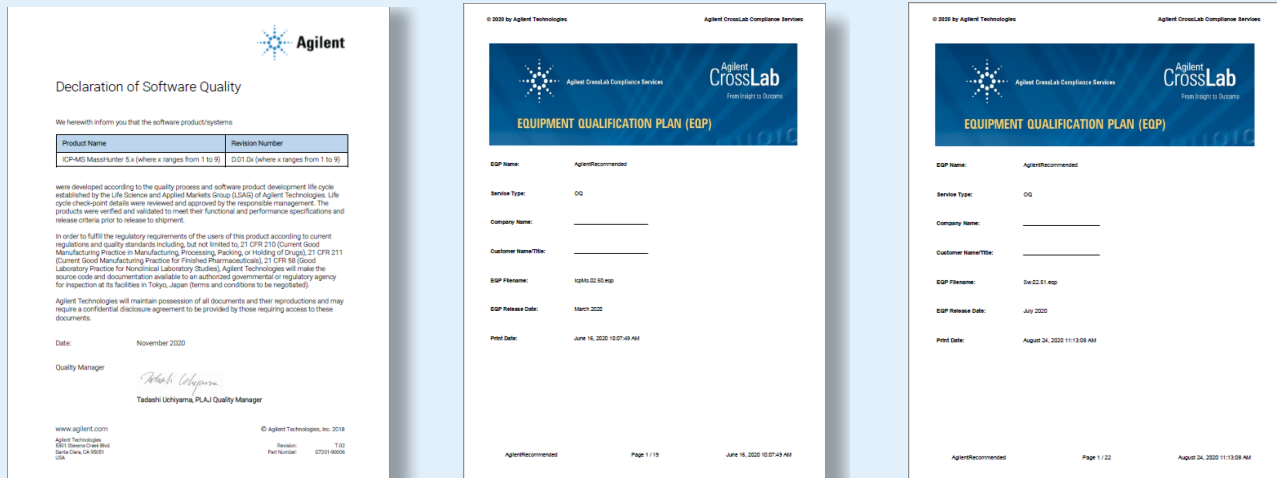 Agilent
Declaration of Software Quality
We herewith inform you that the software product/systems
Product Name Revision Number
ICP-MS MassHunter 5.x (where x ranges from 1 to 9) D.01.0x (where x ranges from 1 to 9)
were developed according to the quality process and software product development life cycle
established by the Life Science and Applied Markets Group (LSAG) of Agilent Technologies. Life
cycle check-point details were reviewed and approved by the responsible management. The
products were verified and validated to meet their functional and performance specifications and
release criteria prior to release to shipment.
In order to fulfill the regulatory requirements of the users of this product according to current
regulations and quality standards including, but not limited to, 21 CFR 210 (Current Good
Manufacturing Practice in Manufacturing, Processing, Packing, or Holding of Drugs), 21 CFR 211
(Current Good Manufacturing Practice for Finished Pharmaceuticals), 21 CFR 58 (Good
Laboratory Practice for Nonclinical Laboratory Studies), Agilent Technologies will make the
source code and documentation available to an authorized governmental or regulatory agency
for inspection at its facilities in Tokyo, Japan (terms and conditions to be negotiated).
Agilent Technologies will maintain possession of all documents and their reproductions and may
require a confidential disclosure agreement to be provided by those requiring access to these
documents.
Date: November 2020
Quality Manager
Tadashi Uchiyama
Tadashi Uchiyama, PLAJ Quality Manager
www.agilent.com © Agilent Technologies, Inc. 2018
Agilent Technologies
5301 Stevens Creek Blvd Revision: T.02
Santa Clara, CA 95051 Part Number: G7201-90006
USA
© 2020 by Agilent Technologies Agilent CrossLab Compliance Services
Agilent CrossLab Compliance Services
Agilent
CrossLab
From Insight to Outcome
EQUIPMENT QUALIFICATION PLAN (EQP)
EQP Name: AgilentRecommended
Service Type: OQ
Company Name:
Customer Name/Title:
EQP Filename: IcpMs.02.50.eqp
EQP Release Date: March 2020
Print Date: June 16, 2020 10:07:49 AM
AgilentRecommended Page 1 / 19 June 16, 2020 10:07:49 AM
© 2020 by Agilent Technologies Agilent CrossLab Compliance Services
Agilent CrossLab Compliance Services
Agilent
CrossLab
From Insight to Outcome
EQUIPMENT QUALIFICATION PLAN (EQP)
EQP Name: AgilentRecommended
Service Type: OQ
Company Name:
Customer Name/Title:
EQP Filename: Sw.02.51.eqp
EQP Release Date: July 2020
Print Date: August 24, 2020 11:13:08 AM
AgilentRecommended Page 1 / 22 August 24, 2020 11:13:08 AM